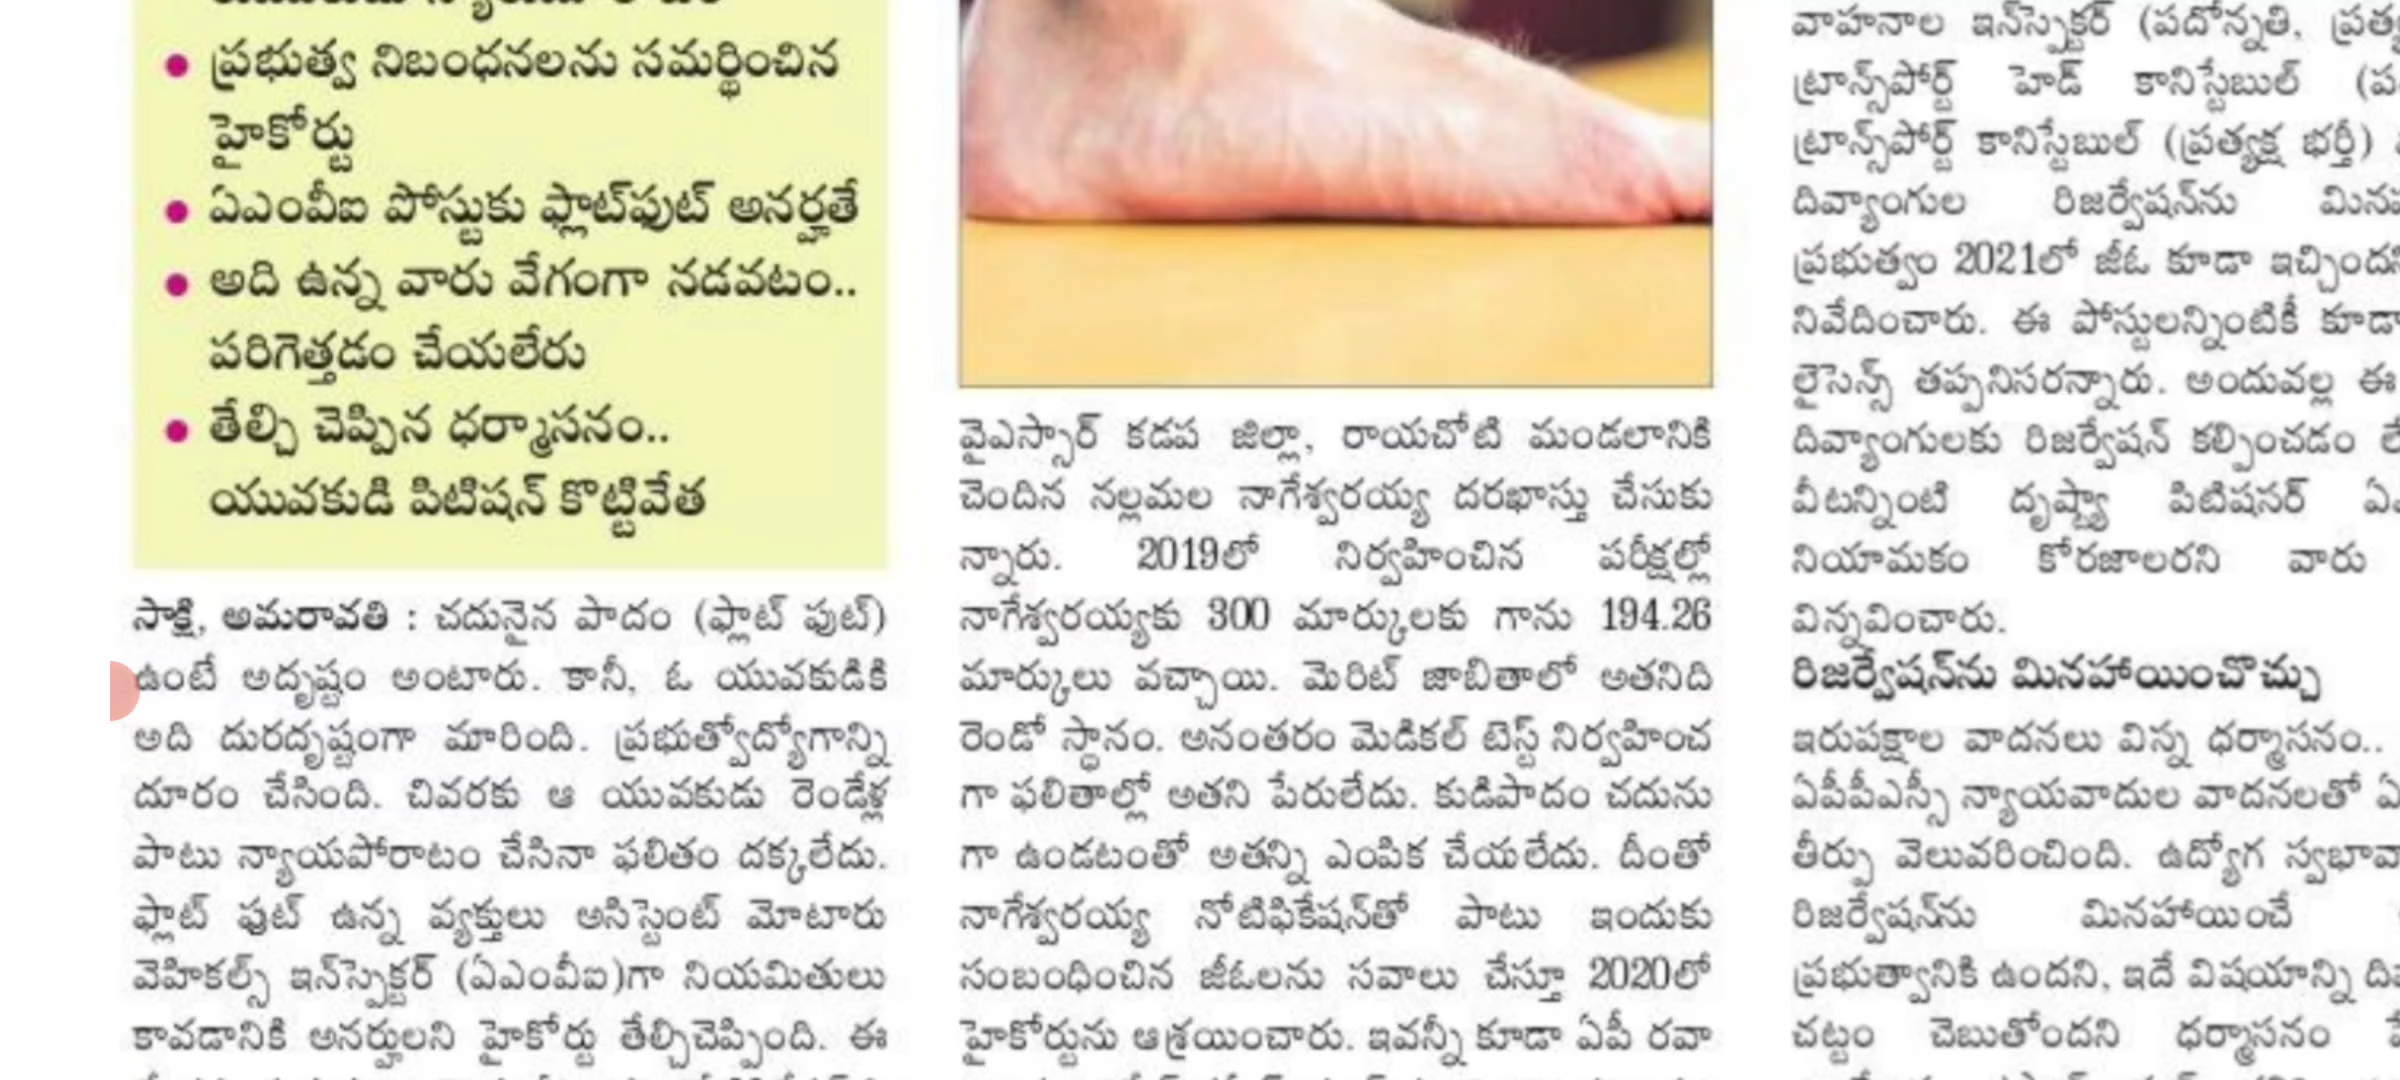 ప్రభుత్వ నిబంధనలను సమర్థించిన
హైకోర్టు
ఏఎంవీఐ పోస్టుకు ఫ్లాట్‌ఫుట్ అనర్హతే
అది ఉన్న వారు వేగంగా నడవటం..
పరిగెత్తడం చేయలేరు
తేల్చి చెప్పిన ధర్మాసనం..
యువకుడి పిటిషన్ కొట్టివేత
సాక్షి, అమరావతి : చదునైన పాదం (ఫ్లాట్ ఫుట్)
ఉంటే అదృష్టం అంటారు. కానీ, ఓ యువకుడికి
అది దురదృష్టంగా మారింది. ప్రభుత్వోద్యోగాన్ని
దూరం చేసింది. చివరకు ఆ యువకుడు రెండేళ్ల
పాటు న్యాయపోరాటం చేసినా ఫలితం దక్కలేదు.
ఫ్లాట్ ఫుట్ ఉన్న వ్యక్తులు అసిస్టెంట్ మోటారు
వెహికల్స్ ఇన్‌స్పెక్టర్ (ఏఎంవీఐ)గా నియమితులు
కావడానికి అనర్హులని హైకోర్టు తేల్చిచెప్పింది. ఈ
వైఎస్సార్ కడప జిల్లా, రాయచోటి మండలానికి
చెందిన నల్లమల నాగేశ్వరయ్య దరఖాస్తు చేసుకు
న్నారు. 2019లో నిర్వహించిన పరీక్షల్లో
నాగేశ్వరయ్యకు 300 మార్కులకు గాను 194.26
మార్కులు వచ్చాయి. మెరిట్ జాబితాలో అతనిది
రెండో స్థానం. అనంతరం మెడికల్ టెస్ట్ నిర్వహించ
గా ఫలితాల్లో అతని పేరులేదు. కుడిపాదం చదును
గా ఉండటంతో అతన్ని ఎంపిక చేయలేదు. దీంతో
నాగేశ్వరయ్య నోటిఫికేషన్‌తో పాటు ఇందుకు
సంబంధించిన జీఓలను సవాలు చేస్తూ 2020లో
హైకోర్టును ఆశ్రయించారు. ఇవన్నీ కూడా ఏపీ రవా
వాహనాల ఇన్‌స్పెక్టర్ (పదోన్నతి,
ట్రాన్స్‌పోర్ట్ హెడ్ కానిస్టేబుల్
ట్రాన్స్‌పోర్ట్ కానిస్టేబుల్ (ప్రత్యక్ష భర్తీ)
దివ్యాంగుల రిజర్వేషన్‌ను
ప్రభుత్వం 2021లో జీఓ కూడా
నివేదించారు. ఈ పోస్టులన్నింటికీ కూడా
లైసెన్స్ తప్పనిసరన్నారు. అందువల్ల ఈ
దివ్యాంగులకు రిజర్వేషన్ కల్పించడం
వీటన్నింటి దృష్ట్యా పిటిషనర్
నియామకం కోరజాలరని వారు
విన్నవించారు.
రిజర్వేషన్‌ను మినహాయించొచ్చు
ఇరుపక్షాల వాదనలు విన్న ధర్మాసనం..
ఏపీపీఎస్సీ న్యాయవాదుల వాదనలతో
తీర్పు వెలువరించింది. ఉద్యోగ
రిజర్వేషన్‌ను మినహాయించే
ప్రభుత్వానికి ఉందని, ఇదే విషయాన్ని
చట్టం చెబుతోందని ధర్మాసనం